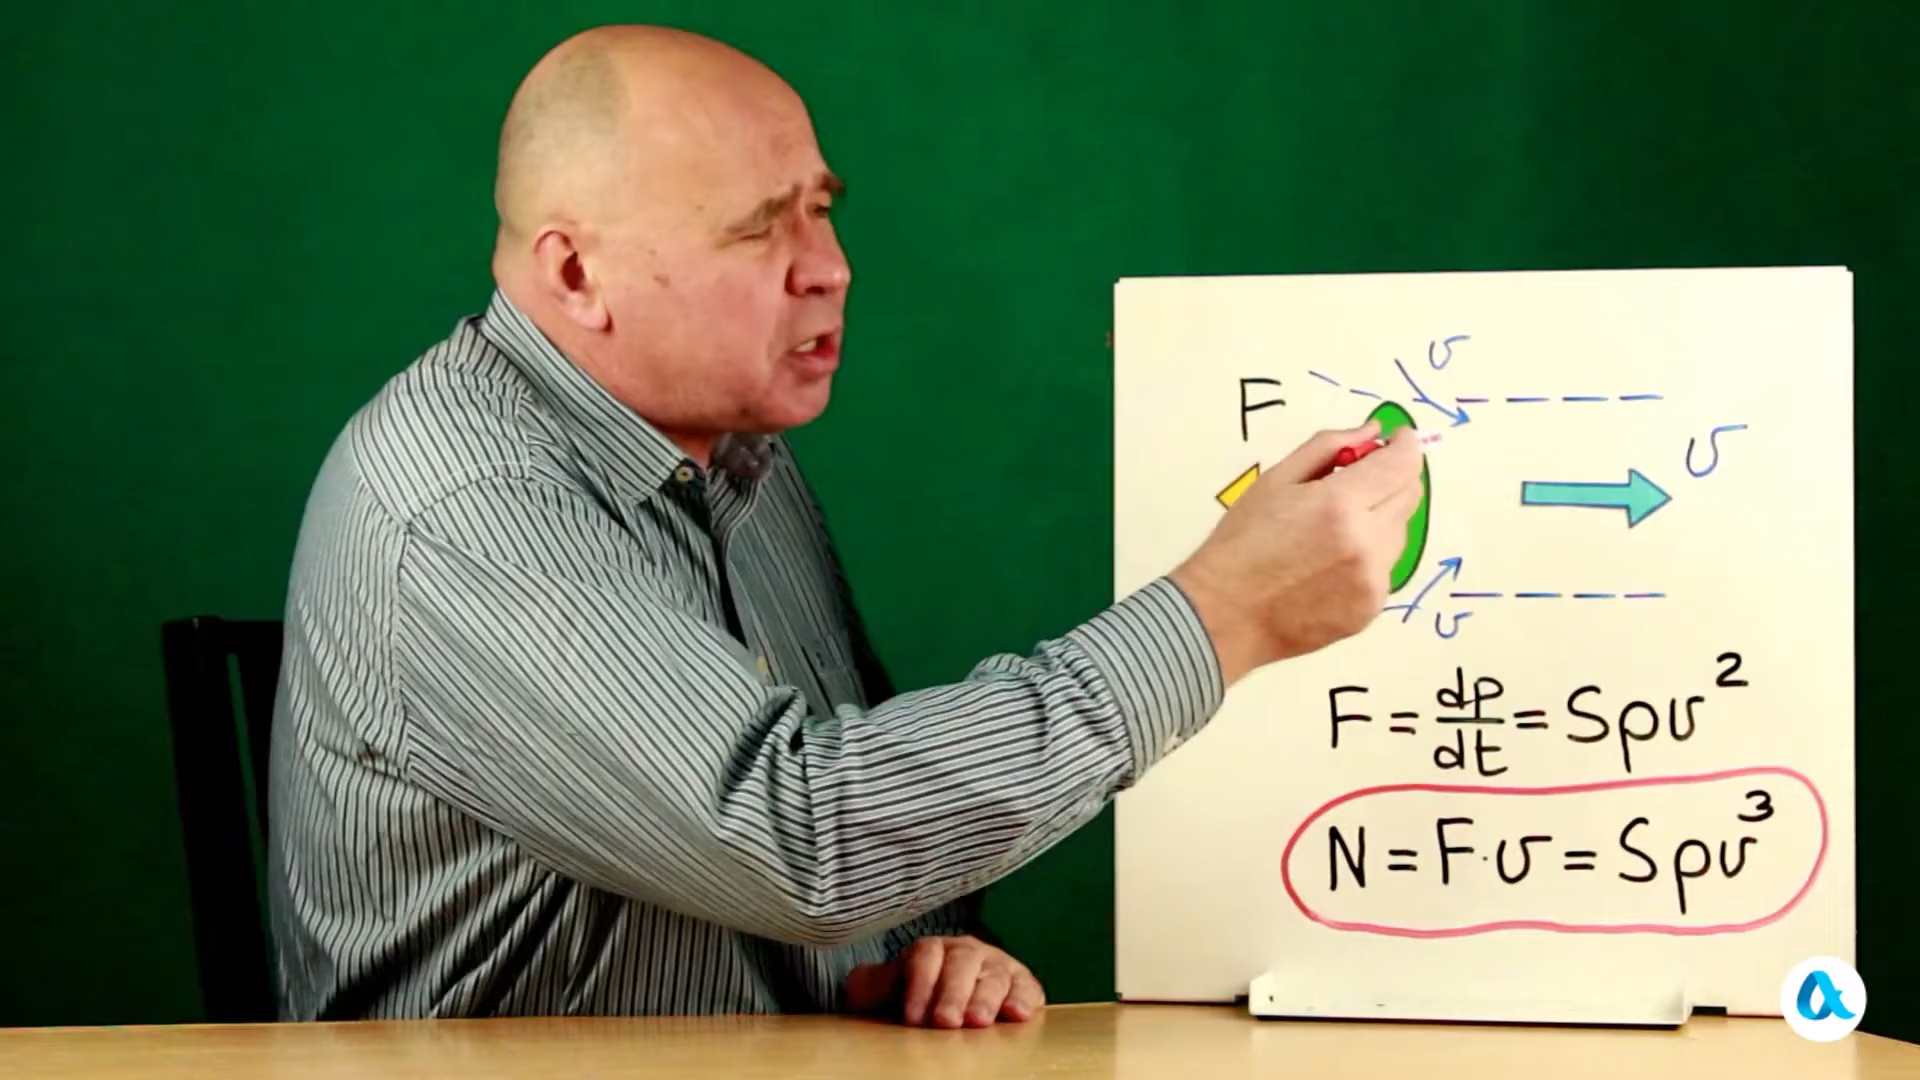 υ
F
υ
υ
F = dp/dt = Sρυ²
N = F·υ = Sρυ³